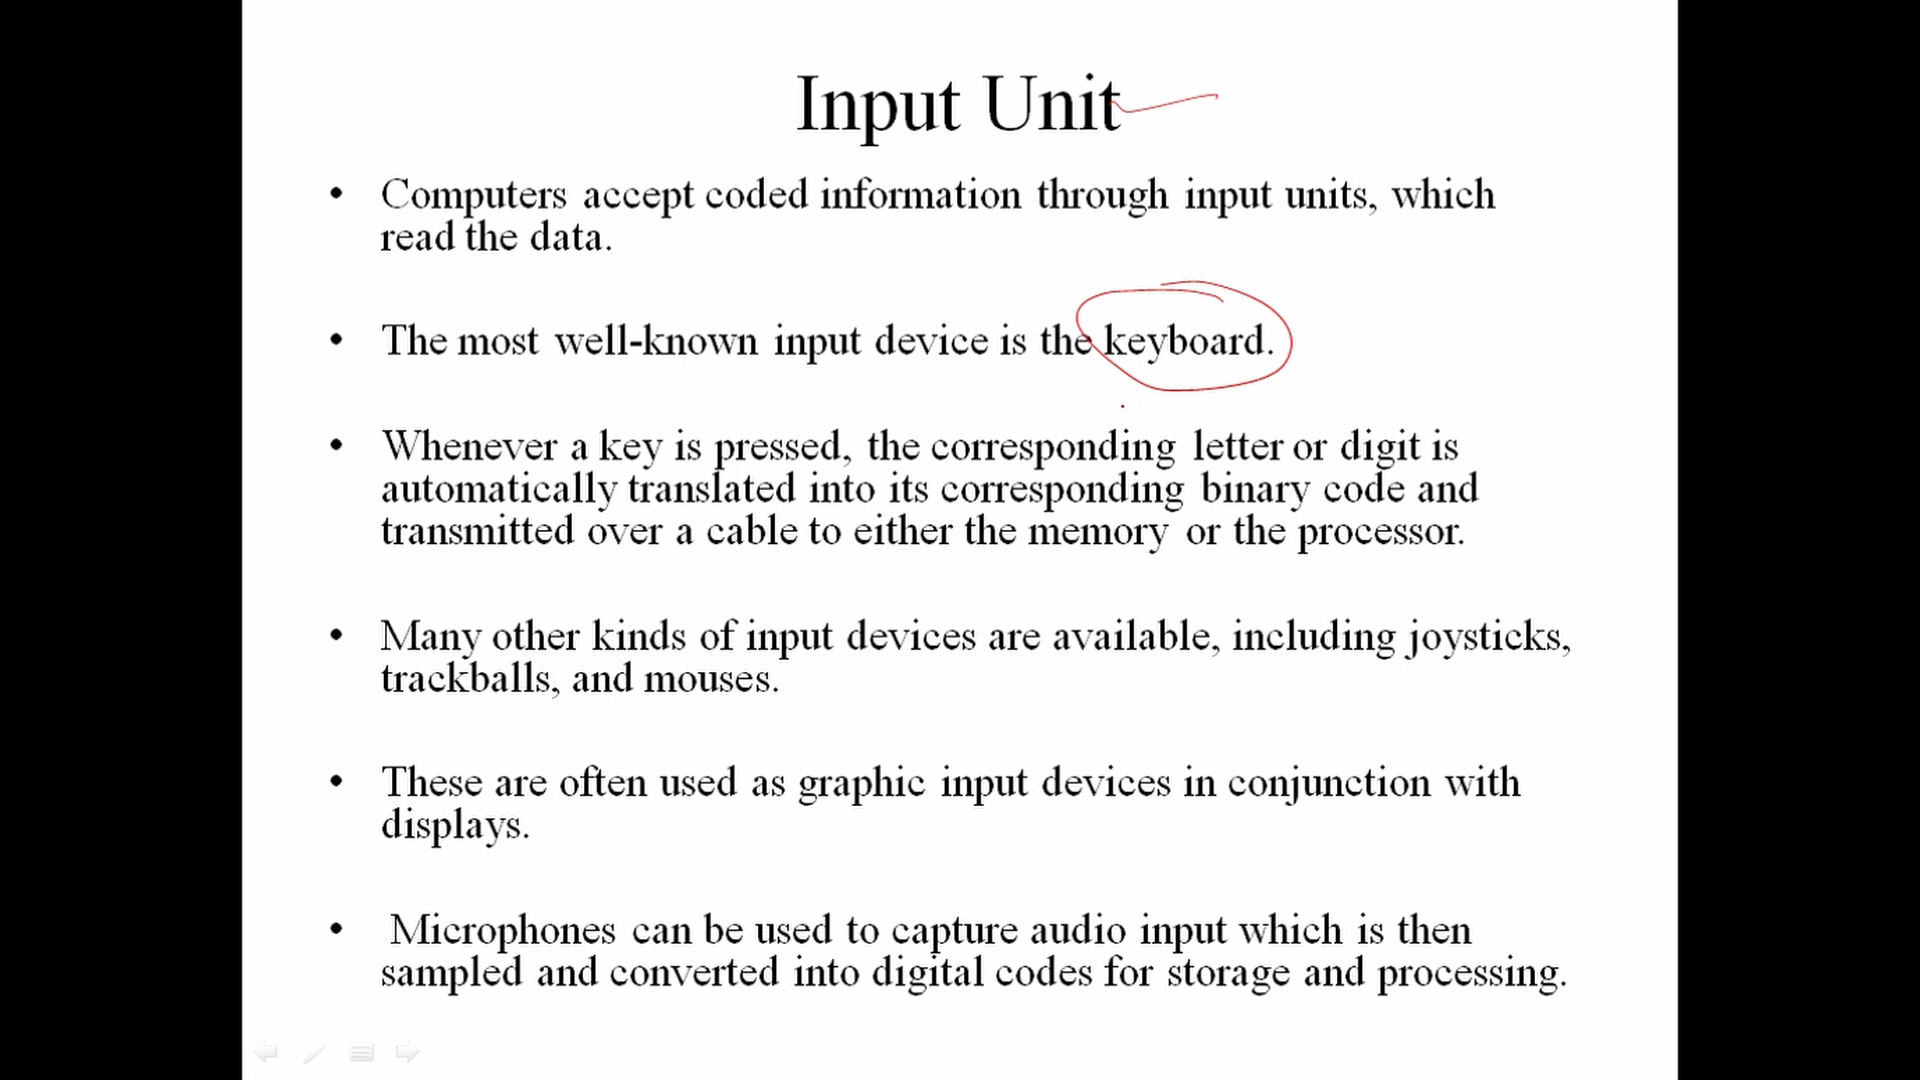 Input Unit
• Computers accept coded information through input units, which
read the data.
• The most well-known input device is the keyboard.
• Whenever a key is pressed, the corresponding letter or digit is
automatically translated into its corresponding binary code and
transmitted over a cable to either the memory or the processor.
• Many other kinds of input devices are available, including joysticks,
trackballs, and mouses.
• These are often used as graphic input devices in conjunction with
displays.
• Microphones can be used to capture audio input which is then
sampled and converted into digital codes for storage and processing.